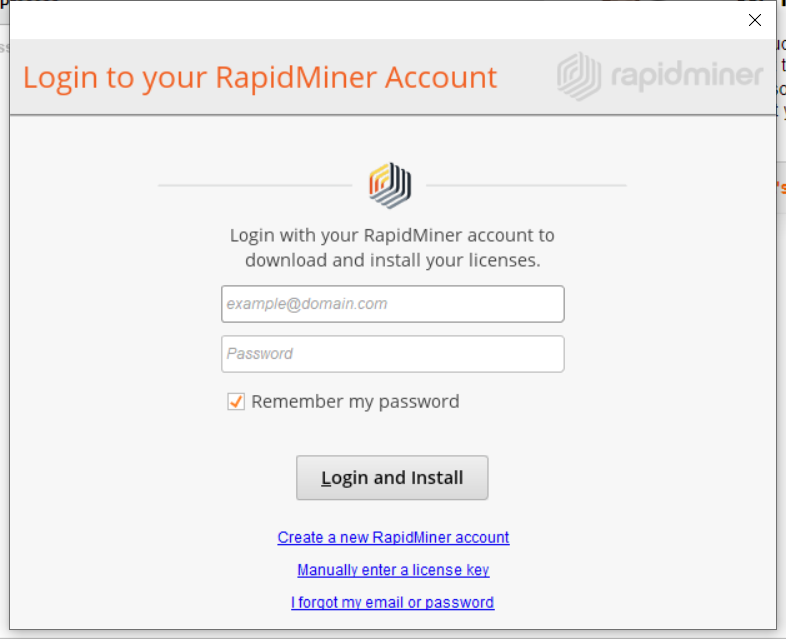 Login to your RapidMiner Account
rapidminer
Login with your RapidMiner account to
download and install your licenses.
example@domain.com
Password
Remember my password
Login and Install
Create a new RapidMiner account
Manually enter a license key
I forgot my email or password